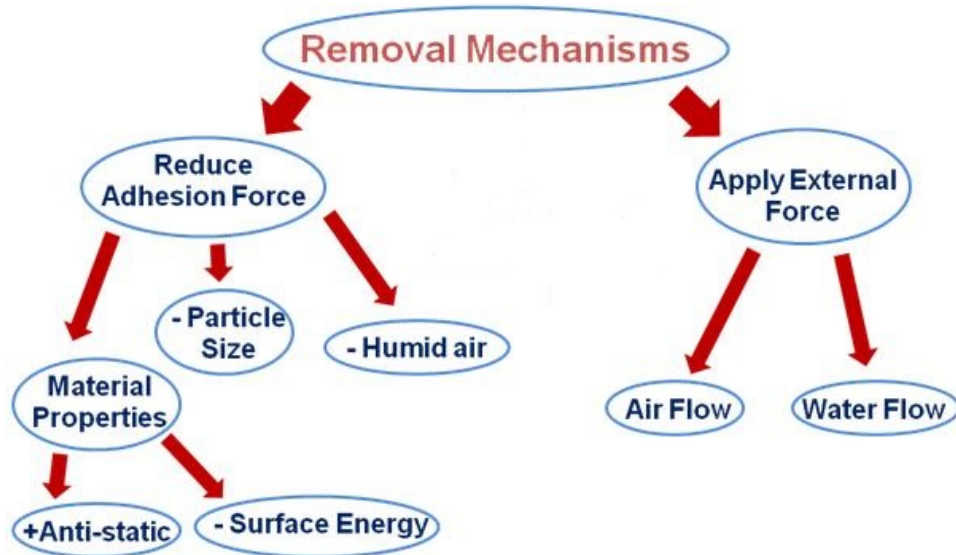 Removal Mechanisms
Reduce
Adhesion Force
Apply External
Force
- Particle
Size
- Humid air
Material
Properties
Air Flow
Water Flow
+Anti-static
- Surface Energy